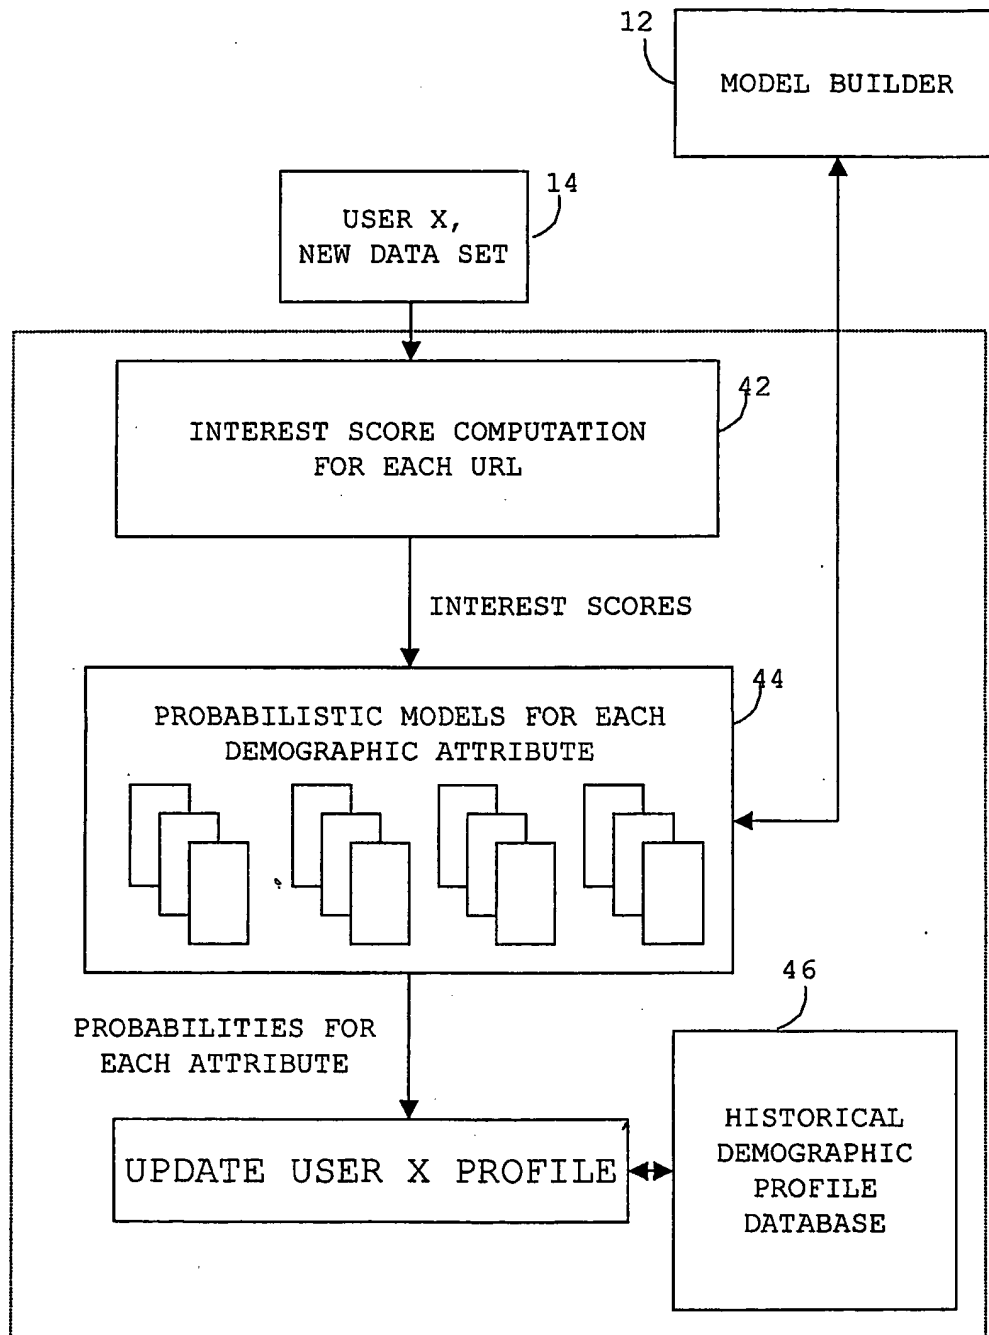 12
MODEL BUILDER
14
USER X,
NEW DATA SET
42
INTEREST SCORE COMPUTATION
FOR EACH URL
INTEREST SCORES
44
PROBABILISTIC MODELS FOR EACH
DEMOGRAPHIC ATTRIBUTE
46
PROBABILITIES FOR
EACH ATTRIBUTE
UPDATE USER X PROFILE
HISTORICAL
DEMOGRAPHIC
PROFILE
DATABASE